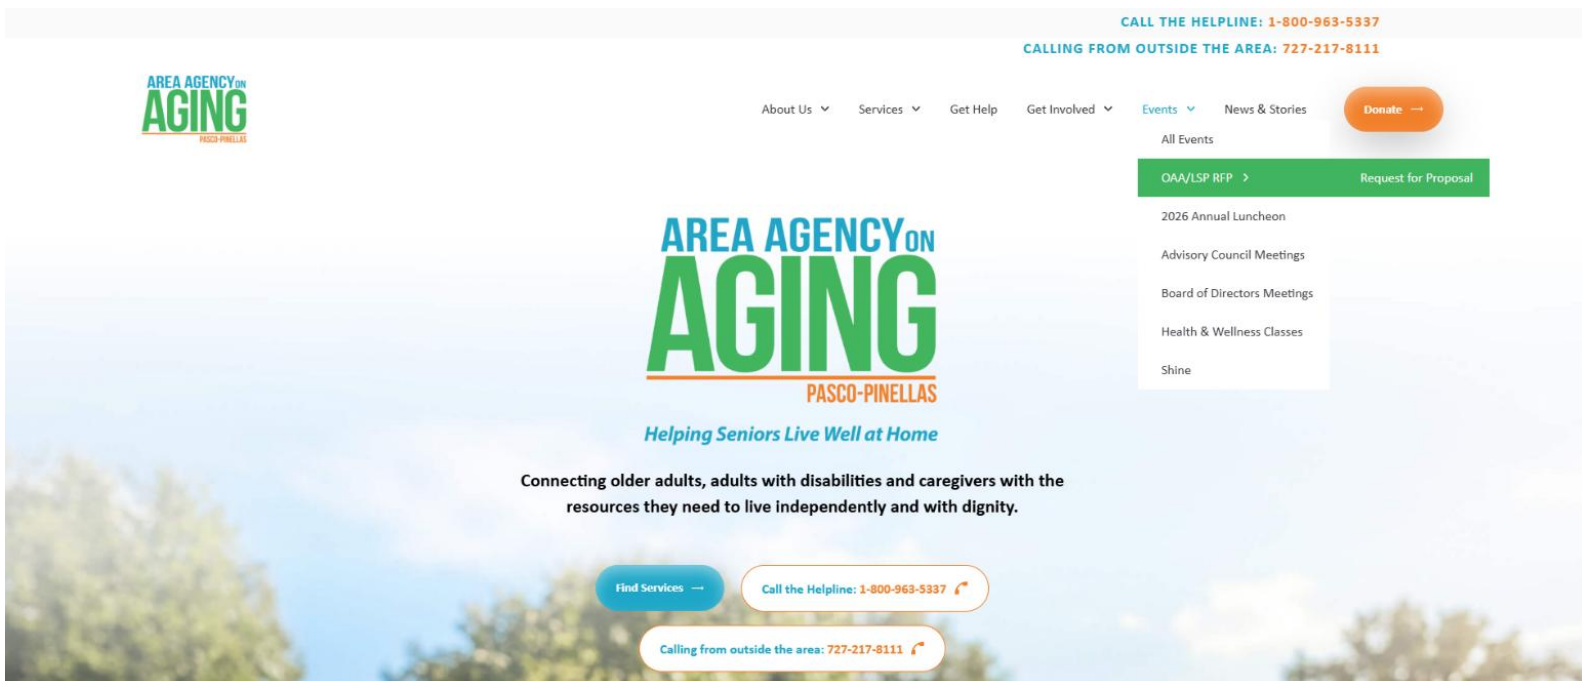 CALL THE HELPLINE: 1-800-963-5337
CALLING FROM OUTSIDE THE AREA: 727-217-8111
AREA AGENCY ON
AGING
PASCO-PINELLAS
About Us Services Get Help Get Involved Events News & Stories Donate →
All Events
OAA/LSP RFP > Request for Proposal
2026 Annual Luncheon
Advisory Council Meetings
Board of Directors Meetings
Health & Wellness Classes
Shine
AREA AGENCY ON
AGING
PASCO-PINELLAS
Helping Seniors Live Well at Home
Connecting older adults, adults with disabilities and caregivers with the
resources they need to live independently and with dignity.
Find Services → Call the Helpline: 1-800-963-5337
Calling from outside the area: 727-217-8111